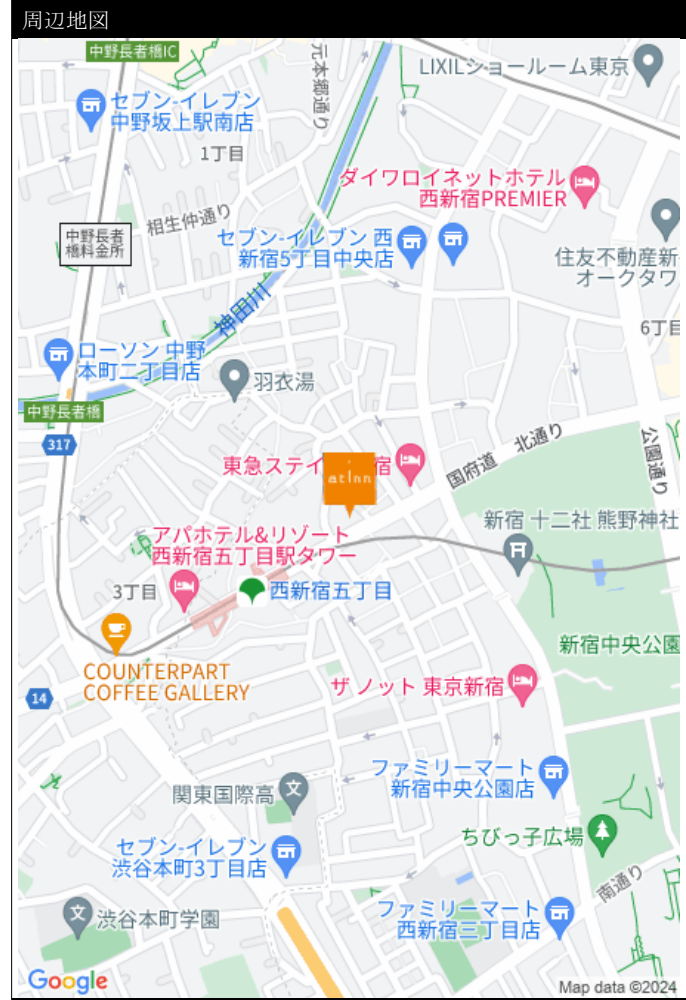 周辺地図
中野長者橋IC
元本郷通り
LIXILショールーム東京
セブン-イレブン
中野坂上駅南店
1丁目
ダイワロイネットホテル
西新宿PREMIER
相生仲通り
中野長者
橋料金所
セブン-イレブン 西
新宿5丁目中央店
住友不動産新
オークタワ
神田川
6丁目
ローソン 中野
本町二丁目店
羽衣湯
中野長者橋
317
東急ステイ
宿
atinn
国府道
北通り
公園通り
新宿 十二社 熊野神社
アパホテル&リゾート
西新宿五丁目駅タワー
3丁目
西新宿五丁目
新宿中央公園
COUNTERPART
COFFEE GALLERY
14
ザ ノット 東京新宿
ファミリーマート
新宿中央公園店
関東国際高
文
ちびっ子広場
セブン-イレブン
渋谷本町3丁目店
南通り
文
渋谷本町学園
ファミリーマート
西新宿三丁目店
Google
Map data ©2024